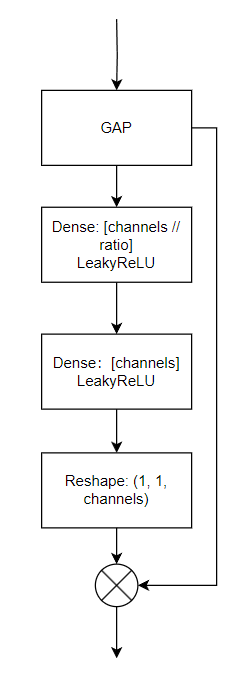 GAP
Dense: [channels //
ratio]
LeakyReLU
Dense：[channels]
LeakyReLU
Reshape: (1, 1,
channels)